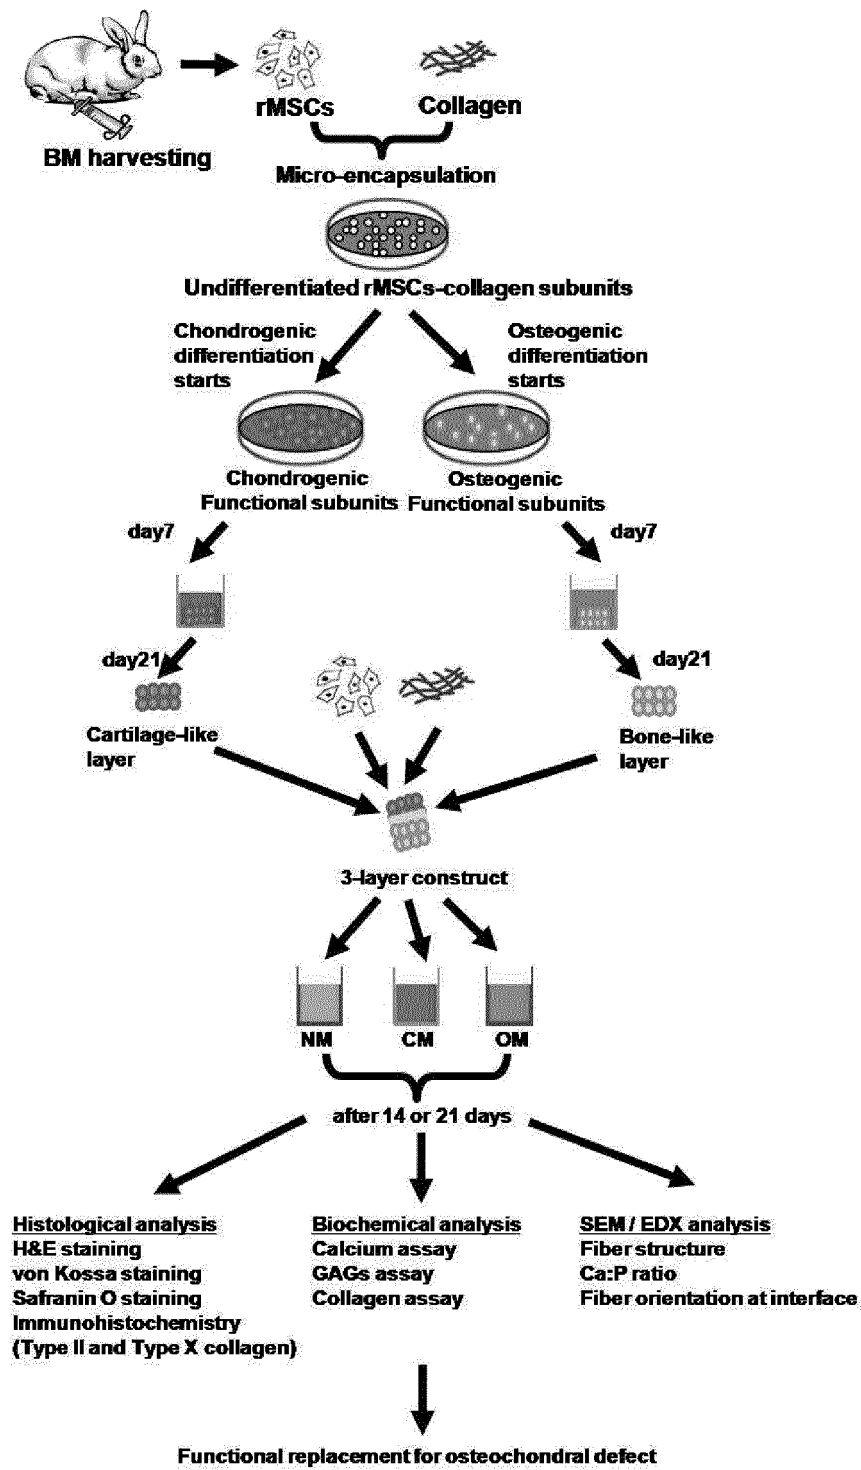 BM harvesting
rMSCs
Collagen
Micro-encapsulation
Undifferentiated rMSCs-collagen subunits
Chondrogenic
differentiation
starts
Osteogenic
differentiation
starts
Chondrogenic
Functional subunits
Osteogenic
Functional subunits
day7
day7
day21
day21
Cartilage-like
layer
Bone-like
layer
3-layer construct
NM
CM
OM
after 14 or 21 days
Histological analysis
H&E staining
von Kossa staining
Safranin O staining
Immunohistochemistry
(Type II and Type X collagen)
Biochemical analysis
Calcium assay
GAGs assay
Collagen assay
SEM / EDX analysis
Fiber structure
Ca:P ratio
Fiber orientation at interface
Functional replacement for osteochondral defect